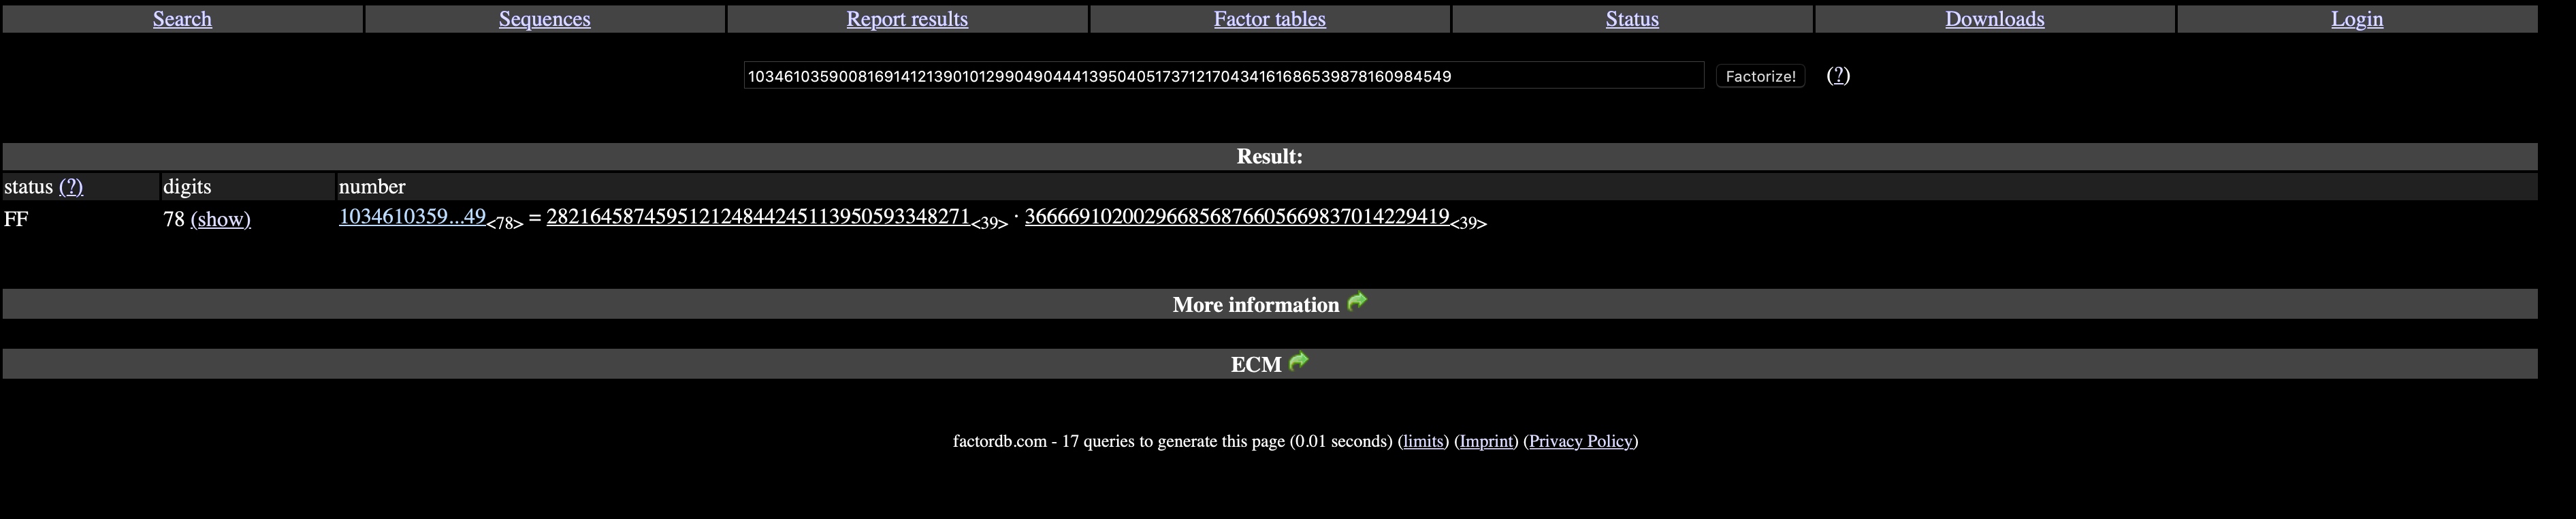 Search Sequences Report results Factor tables Status Downloads Login
103461035900816914121390101299049044413950405173712170434161686539878160984549 Factorize! (?)
Result:
status (?) digits number
FF 78 (show) 1034610359...49<78> = 282164587459512124844245113950593348271<39> · 366669102002966856876605669837014229419<39>
More information
ECM
factordb.com - 17 queries to generate this page (0.01 seconds) (limits) (Imprint) (Privacy Policy)